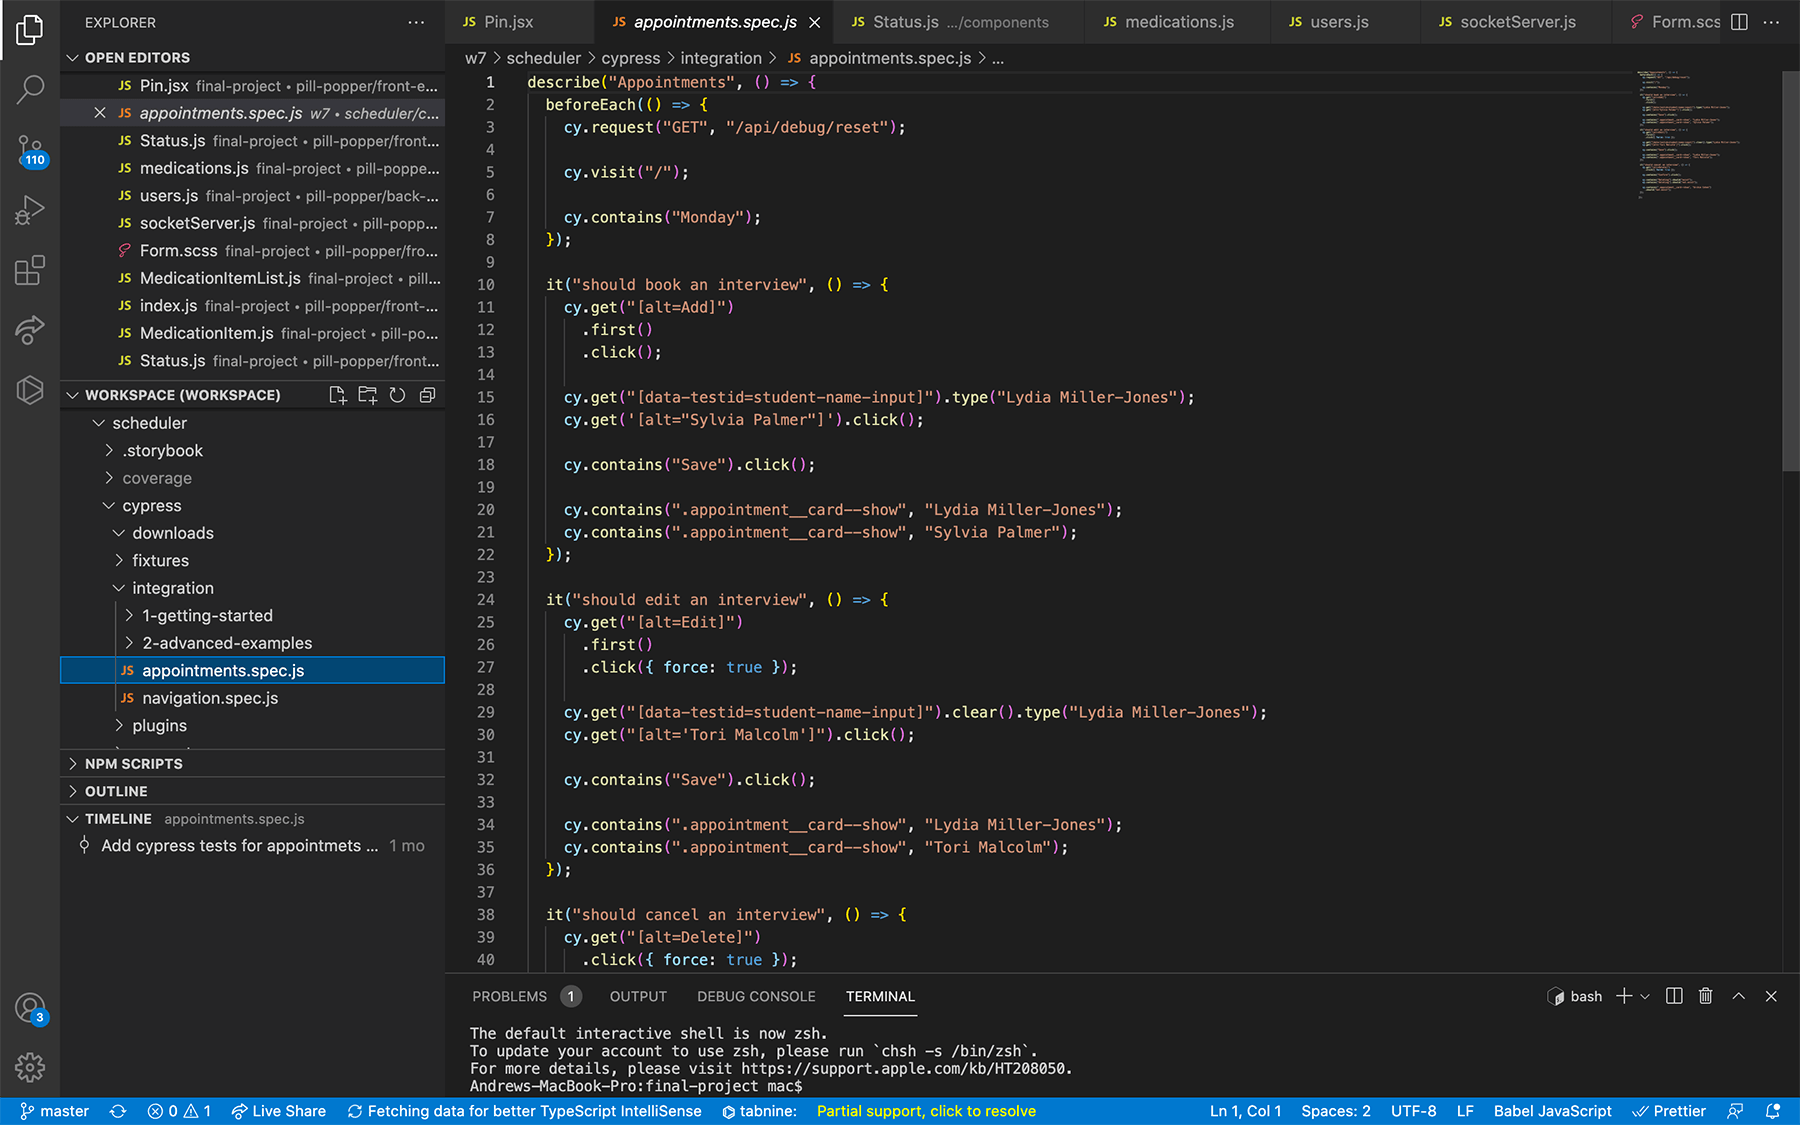 EXPLORER
OPEN EDITORS
JS Pin.jsx final-project • pill-popper/front-e...
JS appointments.spec.js w7 • scheduler/c...
JS Status.js final-project • pill-popper/front...
JS medications.js final-project • pill-poppe...
JS users.js final-project • pill-popper/back-...
JS socketServer.js final-project • pill-popp...
Form.scss final-project • pill-popper/fro...
JS MedicationItemList.js final-project • pill...
JS index.js final-project • pill-popper/front-...
JS MedicationItem.js final-project • pill-po...
JS Status.js final-project • pill-popper/front...
WORKSPACE (WORKSPACE)
scheduler
.storybook
coverage
cypress
downloads
fixtures
integration
1-getting-started
2-advanced-examples
JS appointments.spec.js
JS navigation.spec.js
plugins
NPM SCRIPTS
OUTLINE
TIMELINE appointments.spec.js
Add cypress tests for appointmets ... 1 mo
110
3
JS Pin.jsx JS appointments.spec.js JS Status.js .../components JS medications.js JS users.js JS socketServer.js Form.scs
w7 > scheduler > cypress > integration > JS appointments.spec.js > ...
1 describe("Appointments", () => {
2 beforeEach(() => {
3 cy.request("GET", "/api/debug/reset");
4
5 cy.visit("/");
6
7 cy.contains("Monday");
8 });
9
10 it("should book an interview", () => {
11 cy.get("[alt=Add]")
12 .first()
13 .click();
14
15 cy.get("[data-testid=student-name-input]").type("Lydia Miller-Jones");
16 cy.get('[alt="Sylvia Palmer"]').click();
17
18 cy.contains("Save").click();
19
20 cy.contains(".appointment__card--show", "Lydia Miller-Jones");
21 cy.contains(".appointment__card--show", "Sylvia Palmer");
22 });
23
24 it("should edit an interview", () => {
25 cy.get("[alt=Edit]")
26 .first()
27 .click({ force: true });
28
29 cy.get("[data-testid=student-name-input]").clear().type("Lydia Miller-Jones");
30 cy.get("[alt='Tori Malcolm']").click();
31
32 cy.contains("Save").click();
33
34 cy.contains(".appointment__card--show", "Lydia Miller-Jones");
35 cy.contains(".appointment__card--show", "Tori Malcolm");
36 });
37
38 it("should cancel an interview", () => {
39 cy.get("[alt=Delete]")
40 .click({ force: true });
PROBLEMS 1 OUTPUT DEBUG CONSOLE TERMINAL bash
The default interactive shell is now zsh.
To update your account to use zsh, please run `chsh -s /bin/zsh`.
For more details, please visit https://support.apple.com/kb/HT208050.
Andrews-MacBook-Pro:final-project mac$
master 0 1 Live Share Fetching data for better TypeScript IntelliSense tabnine: Partial support, click to resolve Ln 1, Col 1 Spaces: 2 UTF-8 LF Babel JavaScript Prettier